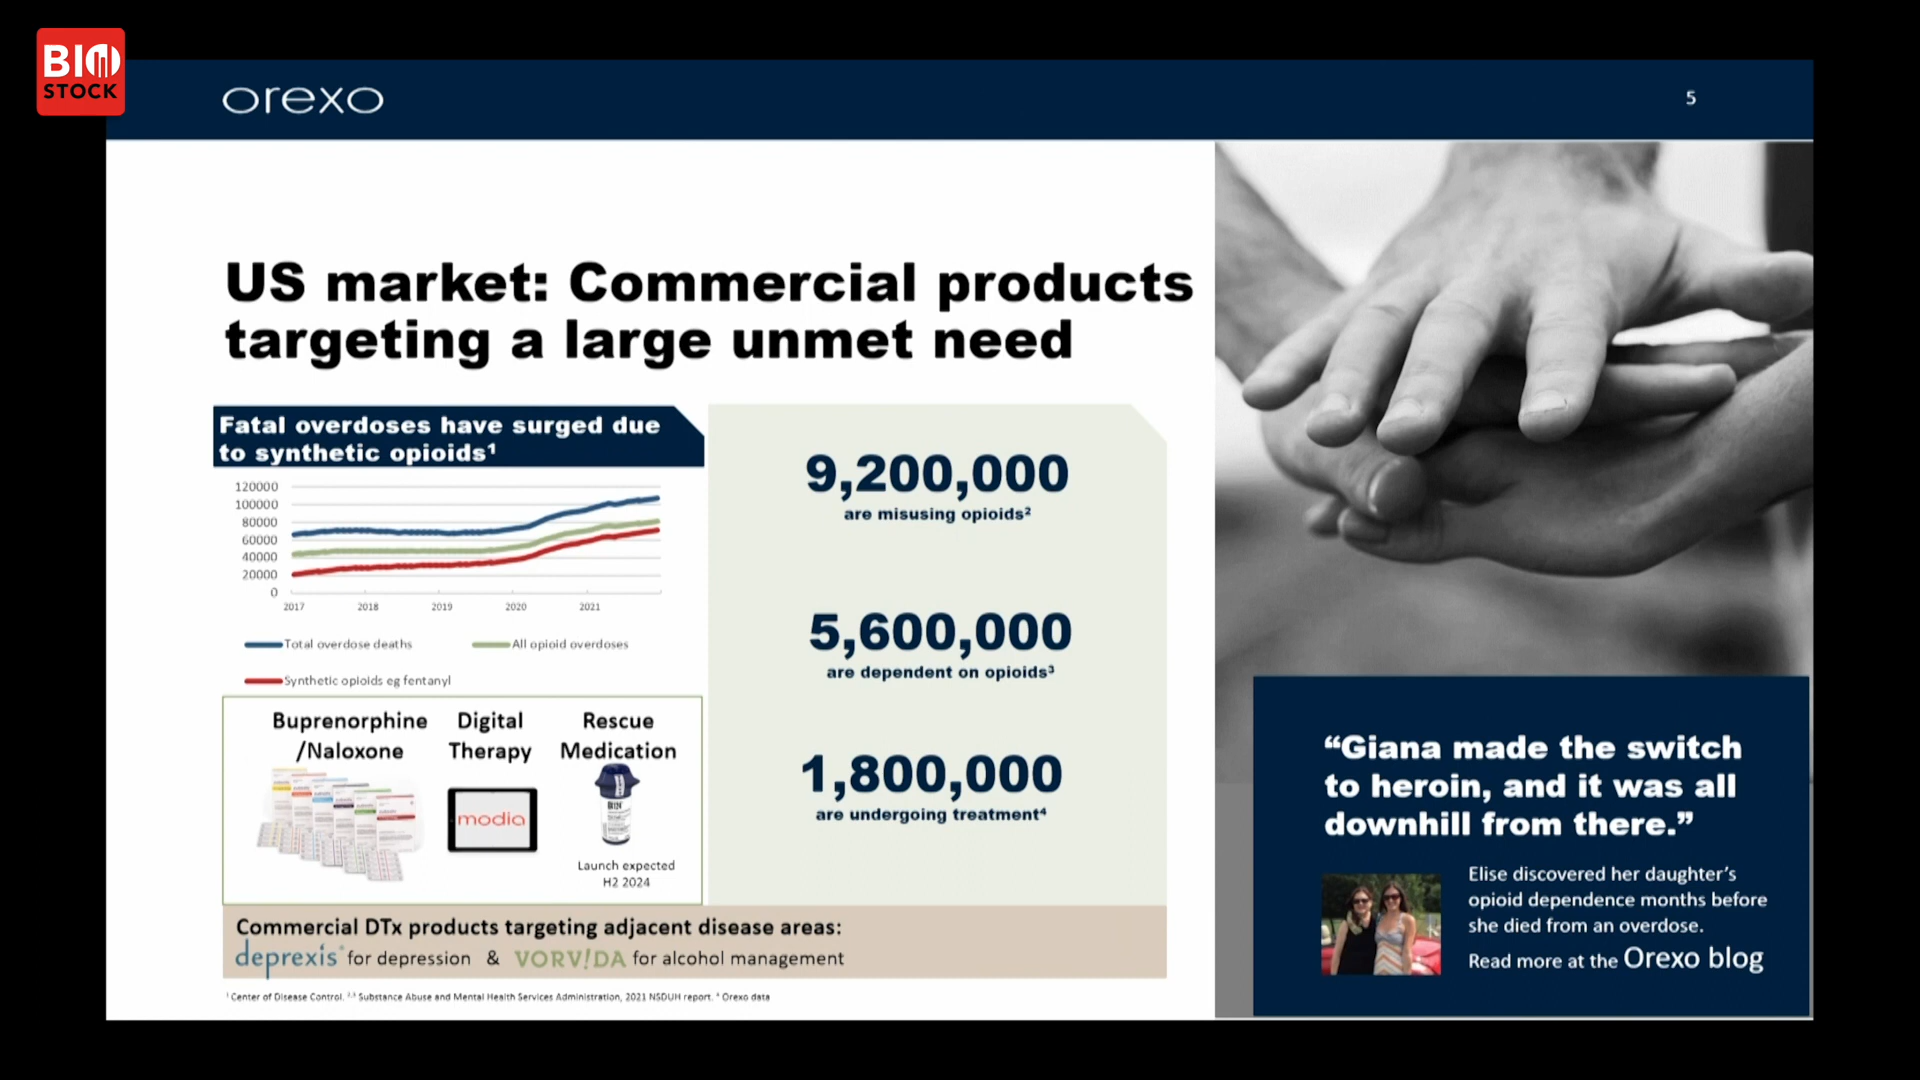 BIO
STOCK
orexo
5
US market: Commercial products
targeting a large unmet need
Fatal overdoses have surged due
to synthetic opioids¹
120000
100000
80000
60000
40000
20000
0
2017 2018 2019 2020 2021
Total overdose deaths
All opioid overdoses
Synthetic opioids eg fentanyl
9,200,000
are misusing opioids²
5,600,000
are dependent on opioids³
1,800,000
are undergoing treatment⁴
Buprenorphine
/Naloxone
Digital
Therapy
modia
Rescue
Medication
Launch expected
H2 2024
Commercial DTx products targeting adjacent disease areas:
deprexis® for depression & VORV!DA for alcohol management
¹ Center of Disease Control. ²,³ Substance Abuse and Mental Health Services Administration, 2021 NSDUH report. ⁴ Orexo data
“Giana made the switch
to heroin, and it was all
downhill from there.”
Elise discovered her daughter’s
opioid dependence months before
she died from an overdose.
Read more at the Orexo blog